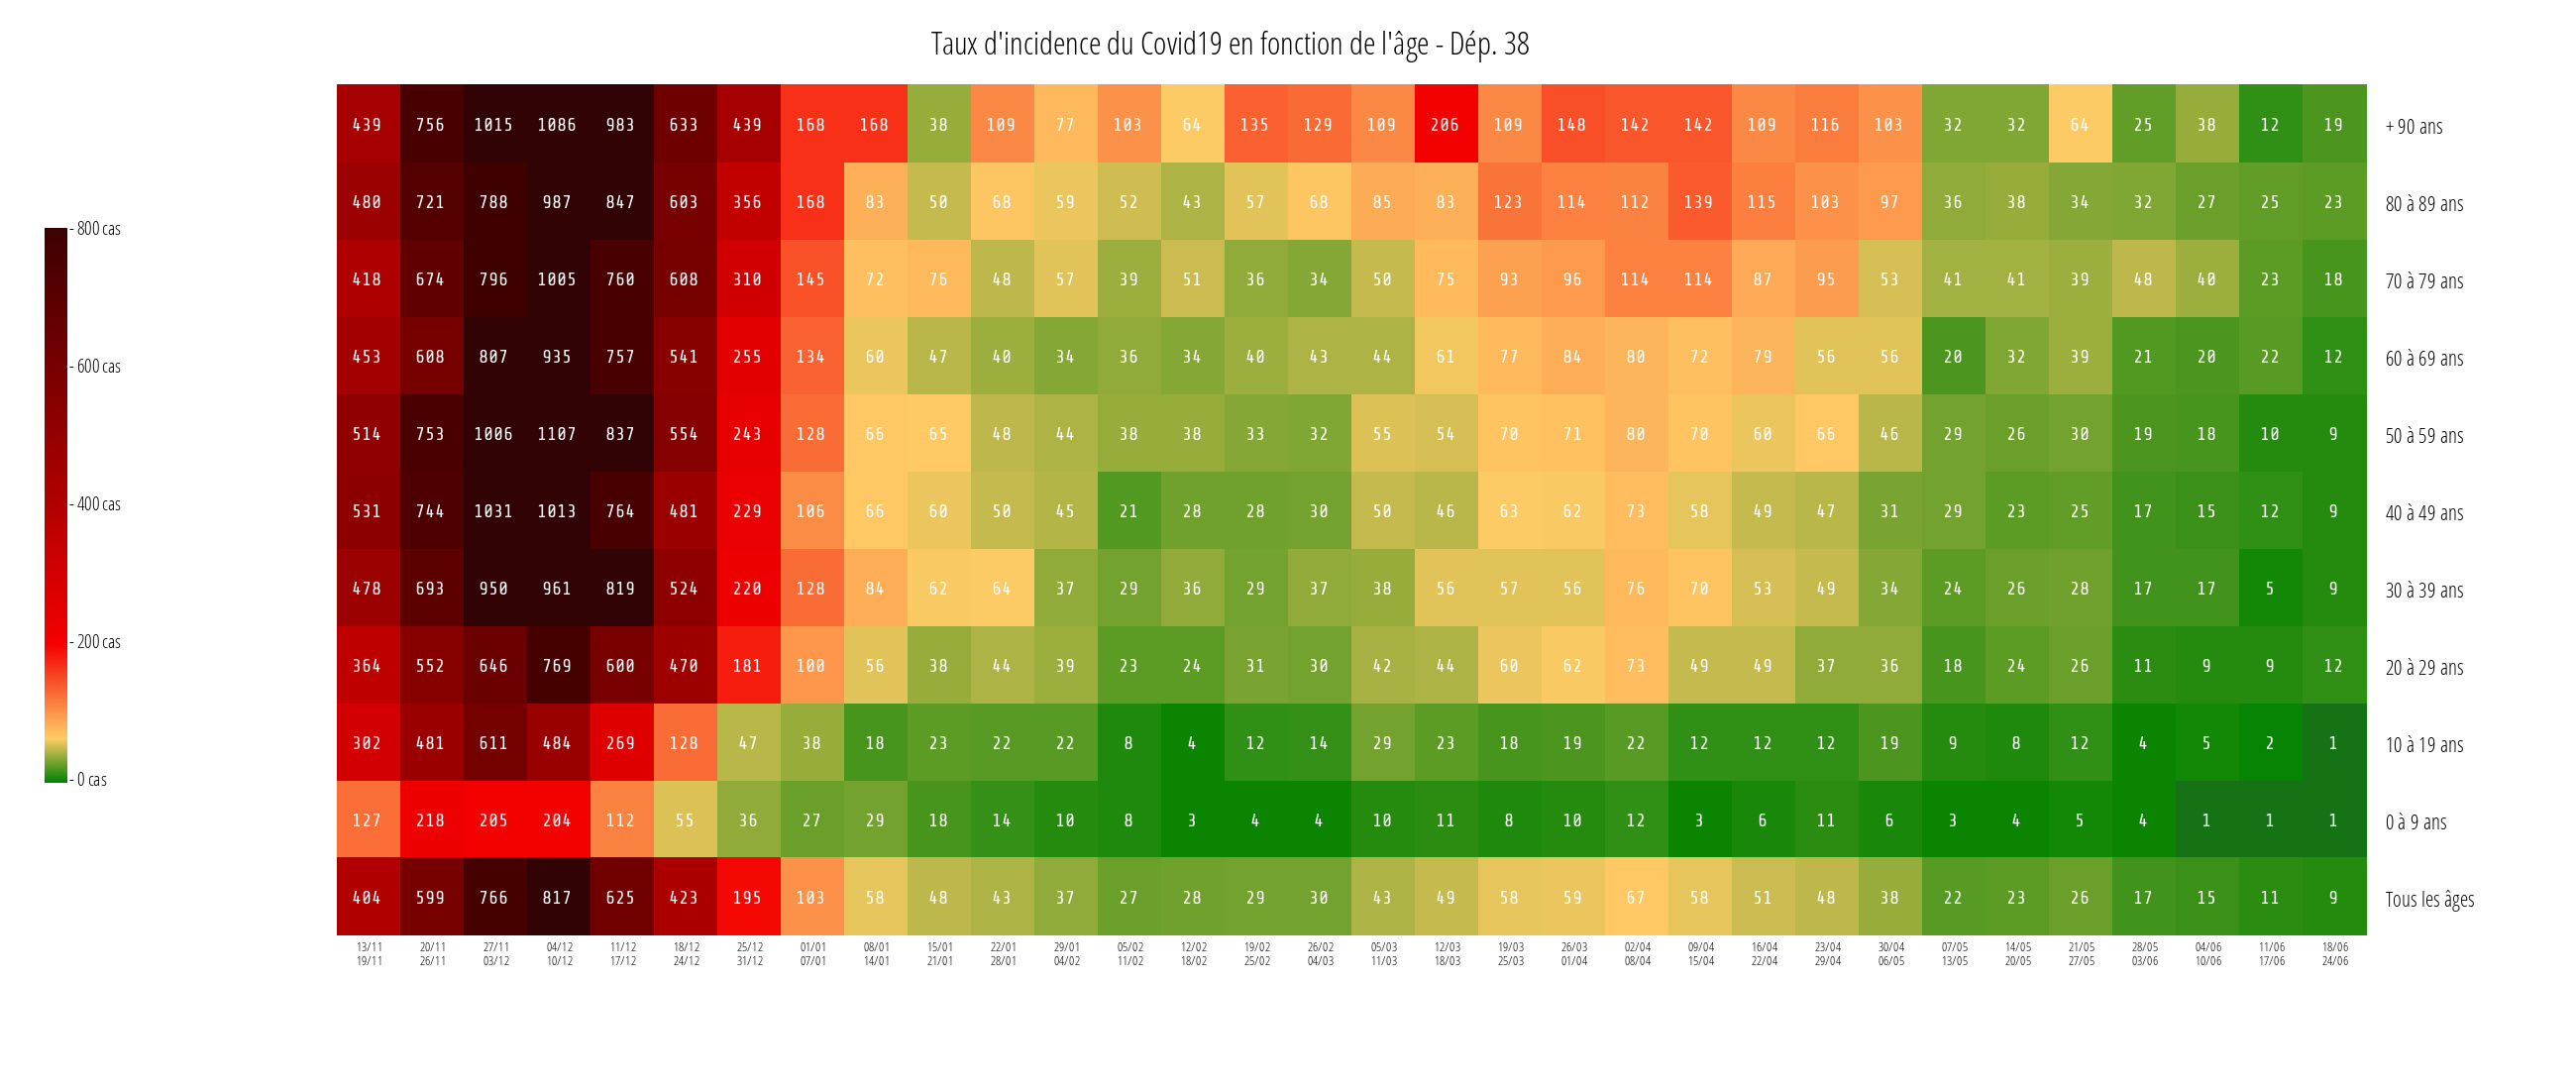 Taux d'incidence du Covid19 en fonction de l'âge - Dép. 38
- 800 cas
- 600 cas
- 400 cas
- 200 cas
- 0 cas
439 756 1015 1086 983 633 439 168 168 38 109 77 103 64 135 129 109 206 109 148 142 142 109 116 103 32 32 64 25 38 12 19 + 90 ans
480 721 788 987 847 603 356 168 83 50 68 59 52 43 57 68 85 83 123 114 112 139 115 103 97 36 38 34 32 27 25 23 80 à 89 ans
418 674 796 1005 760 608 310 145 72 76 48 57 39 51 36 34 50 75 93 96 114 114 87 95 53 41 41 39 48 40 23 18 70 à 79 ans
453 608 807 935 757 541 255 134 60 47 40 34 36 34 40 43 44 61 77 84 80 72 79 56 56 20 32 39 21 20 22 12 60 à 69 ans
514 753 1006 1107 837 554 243 128 66 65 48 44 38 38 33 32 55 54 70 71 80 70 60 66 46 29 26 30 19 18 10 9 50 à 59 ans
531 744 1031 1013 764 481 229 106 66 60 50 45 21 28 28 30 50 46 63 62 73 58 49 47 31 29 23 25 17 15 12 9 40 à 49 ans
478 693 950 961 819 524 220 128 84 62 64 37 29 36 29 37 38 56 57 56 76 70 53 49 34 24 26 28 17 17 5 9 30 à 39 ans
364 552 646 769 600 470 181 100 56 38 44 39 23 24 31 30 42 44 60 62 73 49 49 37 36 18 24 26 11 9 9 12 20 à 29 ans
302 481 611 484 269 128 47 38 18 23 22 22 8 4 12 14 29 23 18 19 22 12 12 12 19 9 8 12 4 5 2 1 10 à 19 ans
127 218 205 204 112 55 36 27 29 18 14 10 8 3 4 4 10 11 8 10 12 3 6 11 6 3 4 5 4 1 1 1 0 à 9 ans
404 599 766 817 625 423 195 103 58 48 43 37 27 28 29 30 43 49 58 59 67 58 51 48 38 22 23 26 17 15 11 9 Tous les âges
13/11 20/11 27/11 04/12 11/12 18/12 25/12 01/01 08/01 15/01 22/01 29/01 05/02 12/02 19/02 26/02 05/03 12/03 19/03 26/03 02/04 09/04 16/04 23/04 30/04 07/05 14/05 21/05 28/05 04/06 11/06 18/06
19/11 26/11 03/12 10/12 17/12 24/12 31/12 07/01 14/01 21/01 28/01 04/02 11/02 18/02 25/02 04/03 11/03 18/03 25/03 01/04 08/04 15/04 22/04 29/04 06/05 13/05 20/05 27/05 03/06 10/06 17/06 24/06